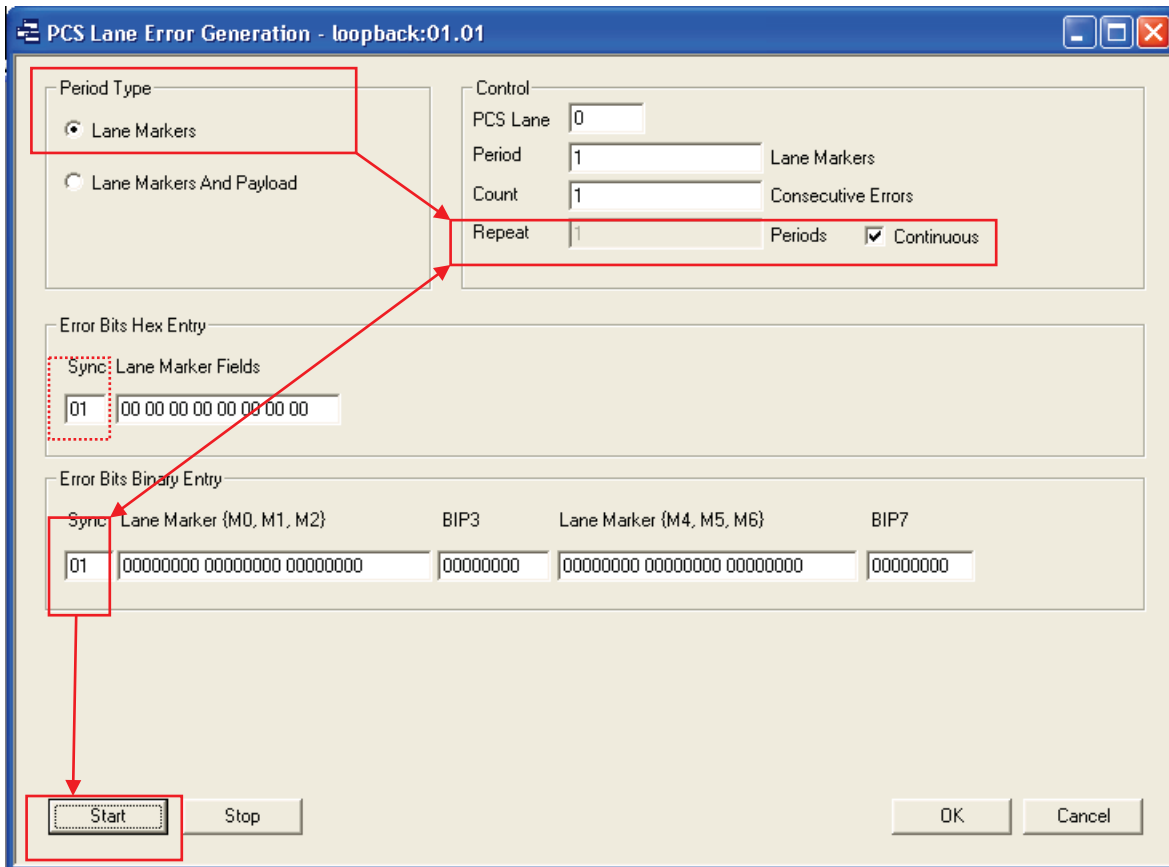 PCS Lane Error Generation - loopback:01.01
Period Type
Lane Markers
Lane Markers And Payload
Control
PCS Lane 0
Period 1 Lane Markers
Count 1 Consecutive Errors
Repeat 1 Periods Continuous
Error Bits Hex Entry
Sync Lane Marker Fields
01 00 00 00 00 00 00 00 00
Error Bits Binary Entry
Sync Lane Marker {M0, M1, M2} BIP3 Lane Marker {M4, M5, M6} BIP7
01 00000000 00000000 00000000 00000000 00000000 00000000 00000000 00000000
Start Stop OK Cancel